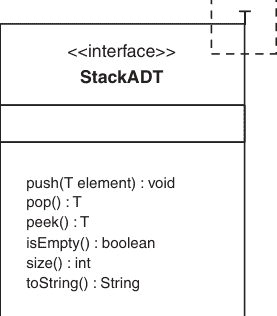 T
<<interface>>
StackADT
push(T element) : void
pop() : T
peek() : T
isEmpty() : boolean
size() : int
toString() : String